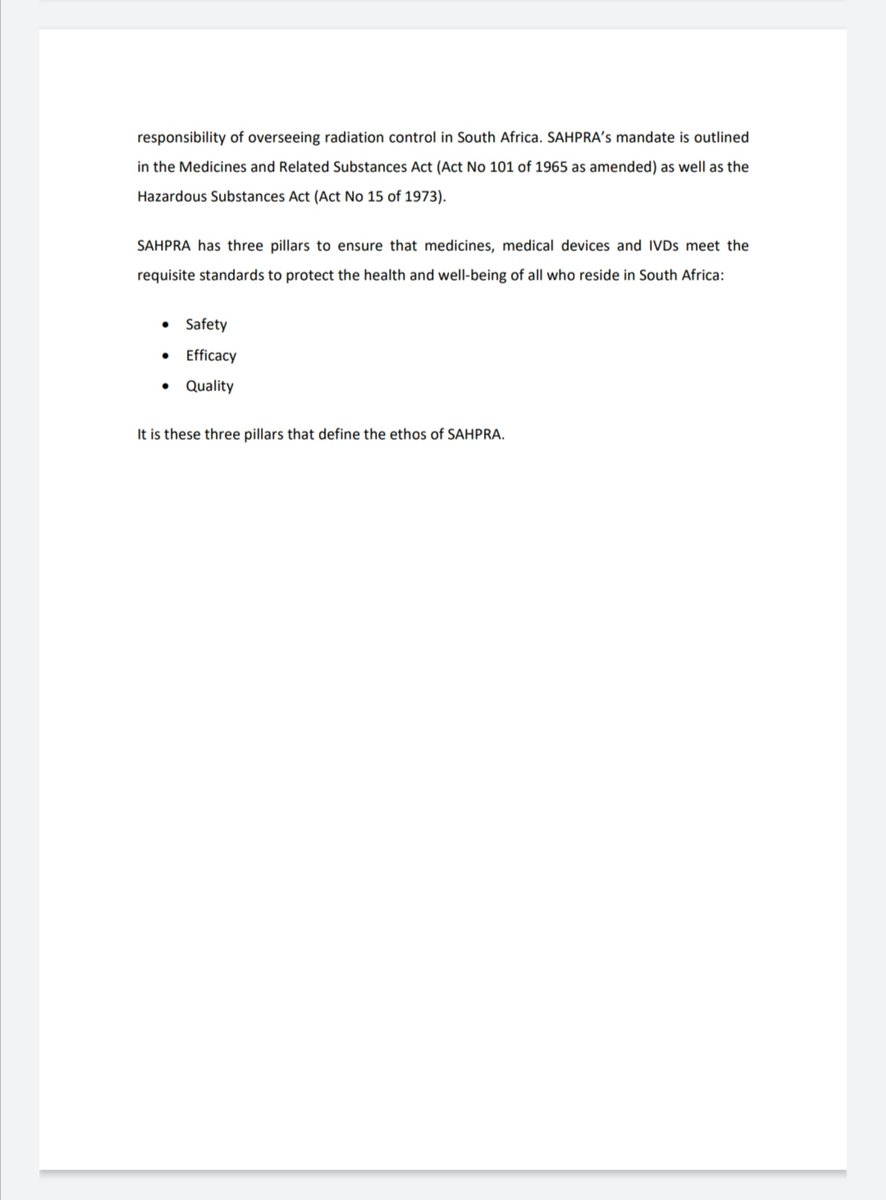 responsibility of overseeing radiation control in South Africa. SAHPRA’s mandate is outlined
in the Medicines and Related Substances Act (Act No 101 of 1965 as amended) as well as the
Hazardous Substances Act (Act No 15 of 1973).
SAHPRA has three pillars to ensure that medicines, medical devices and IVDs meet the
requisite standards to protect the health and well-being of all who reside in South Africa:
• Safety
• Efficacy
• Quality
It is these three pillars that define the ethos of SAHPRA.